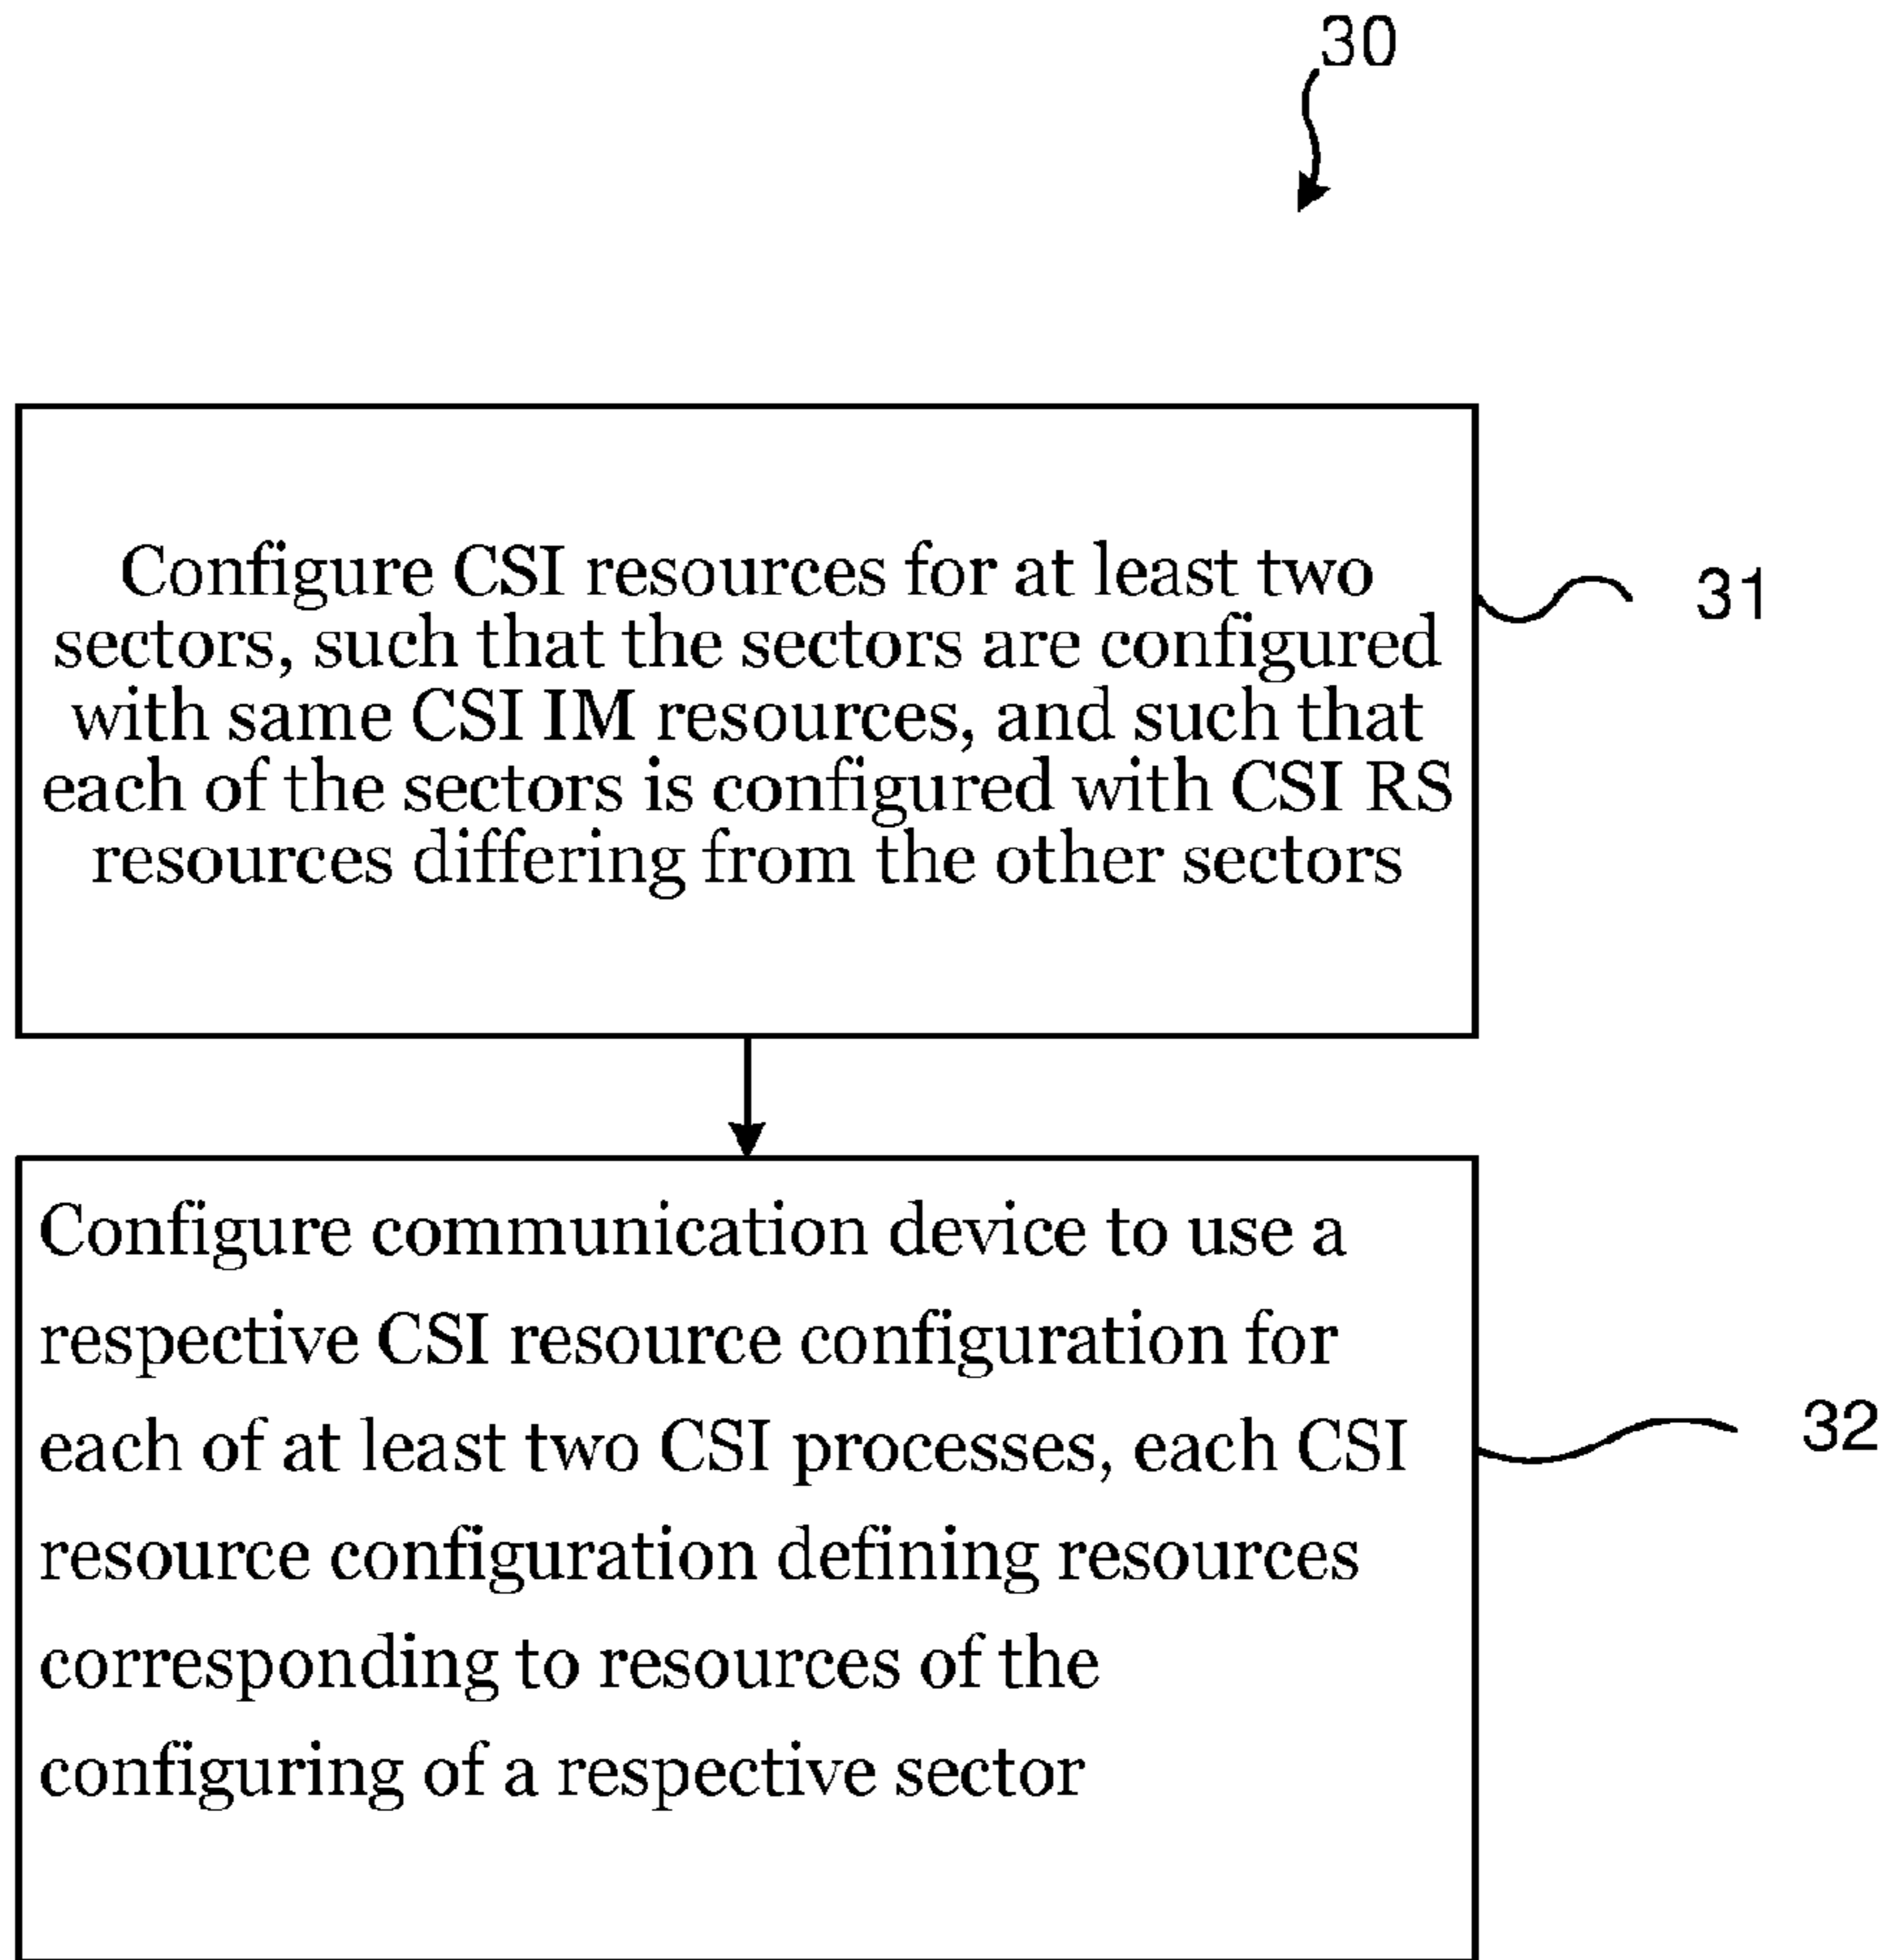 30
Configure CSI resources for at least two
sectors, such that the sectors are configured
with same CSI IM resources, and such that
each of the sectors is configured with CSI RS
resources differing from the other sectors
31
Configure communication device to use a
respective CSI resource configuration for
each of at least two CSI processes, each CSI
resource configuration defining resources
corresponding to resources of the
configuring of a respective sector
32